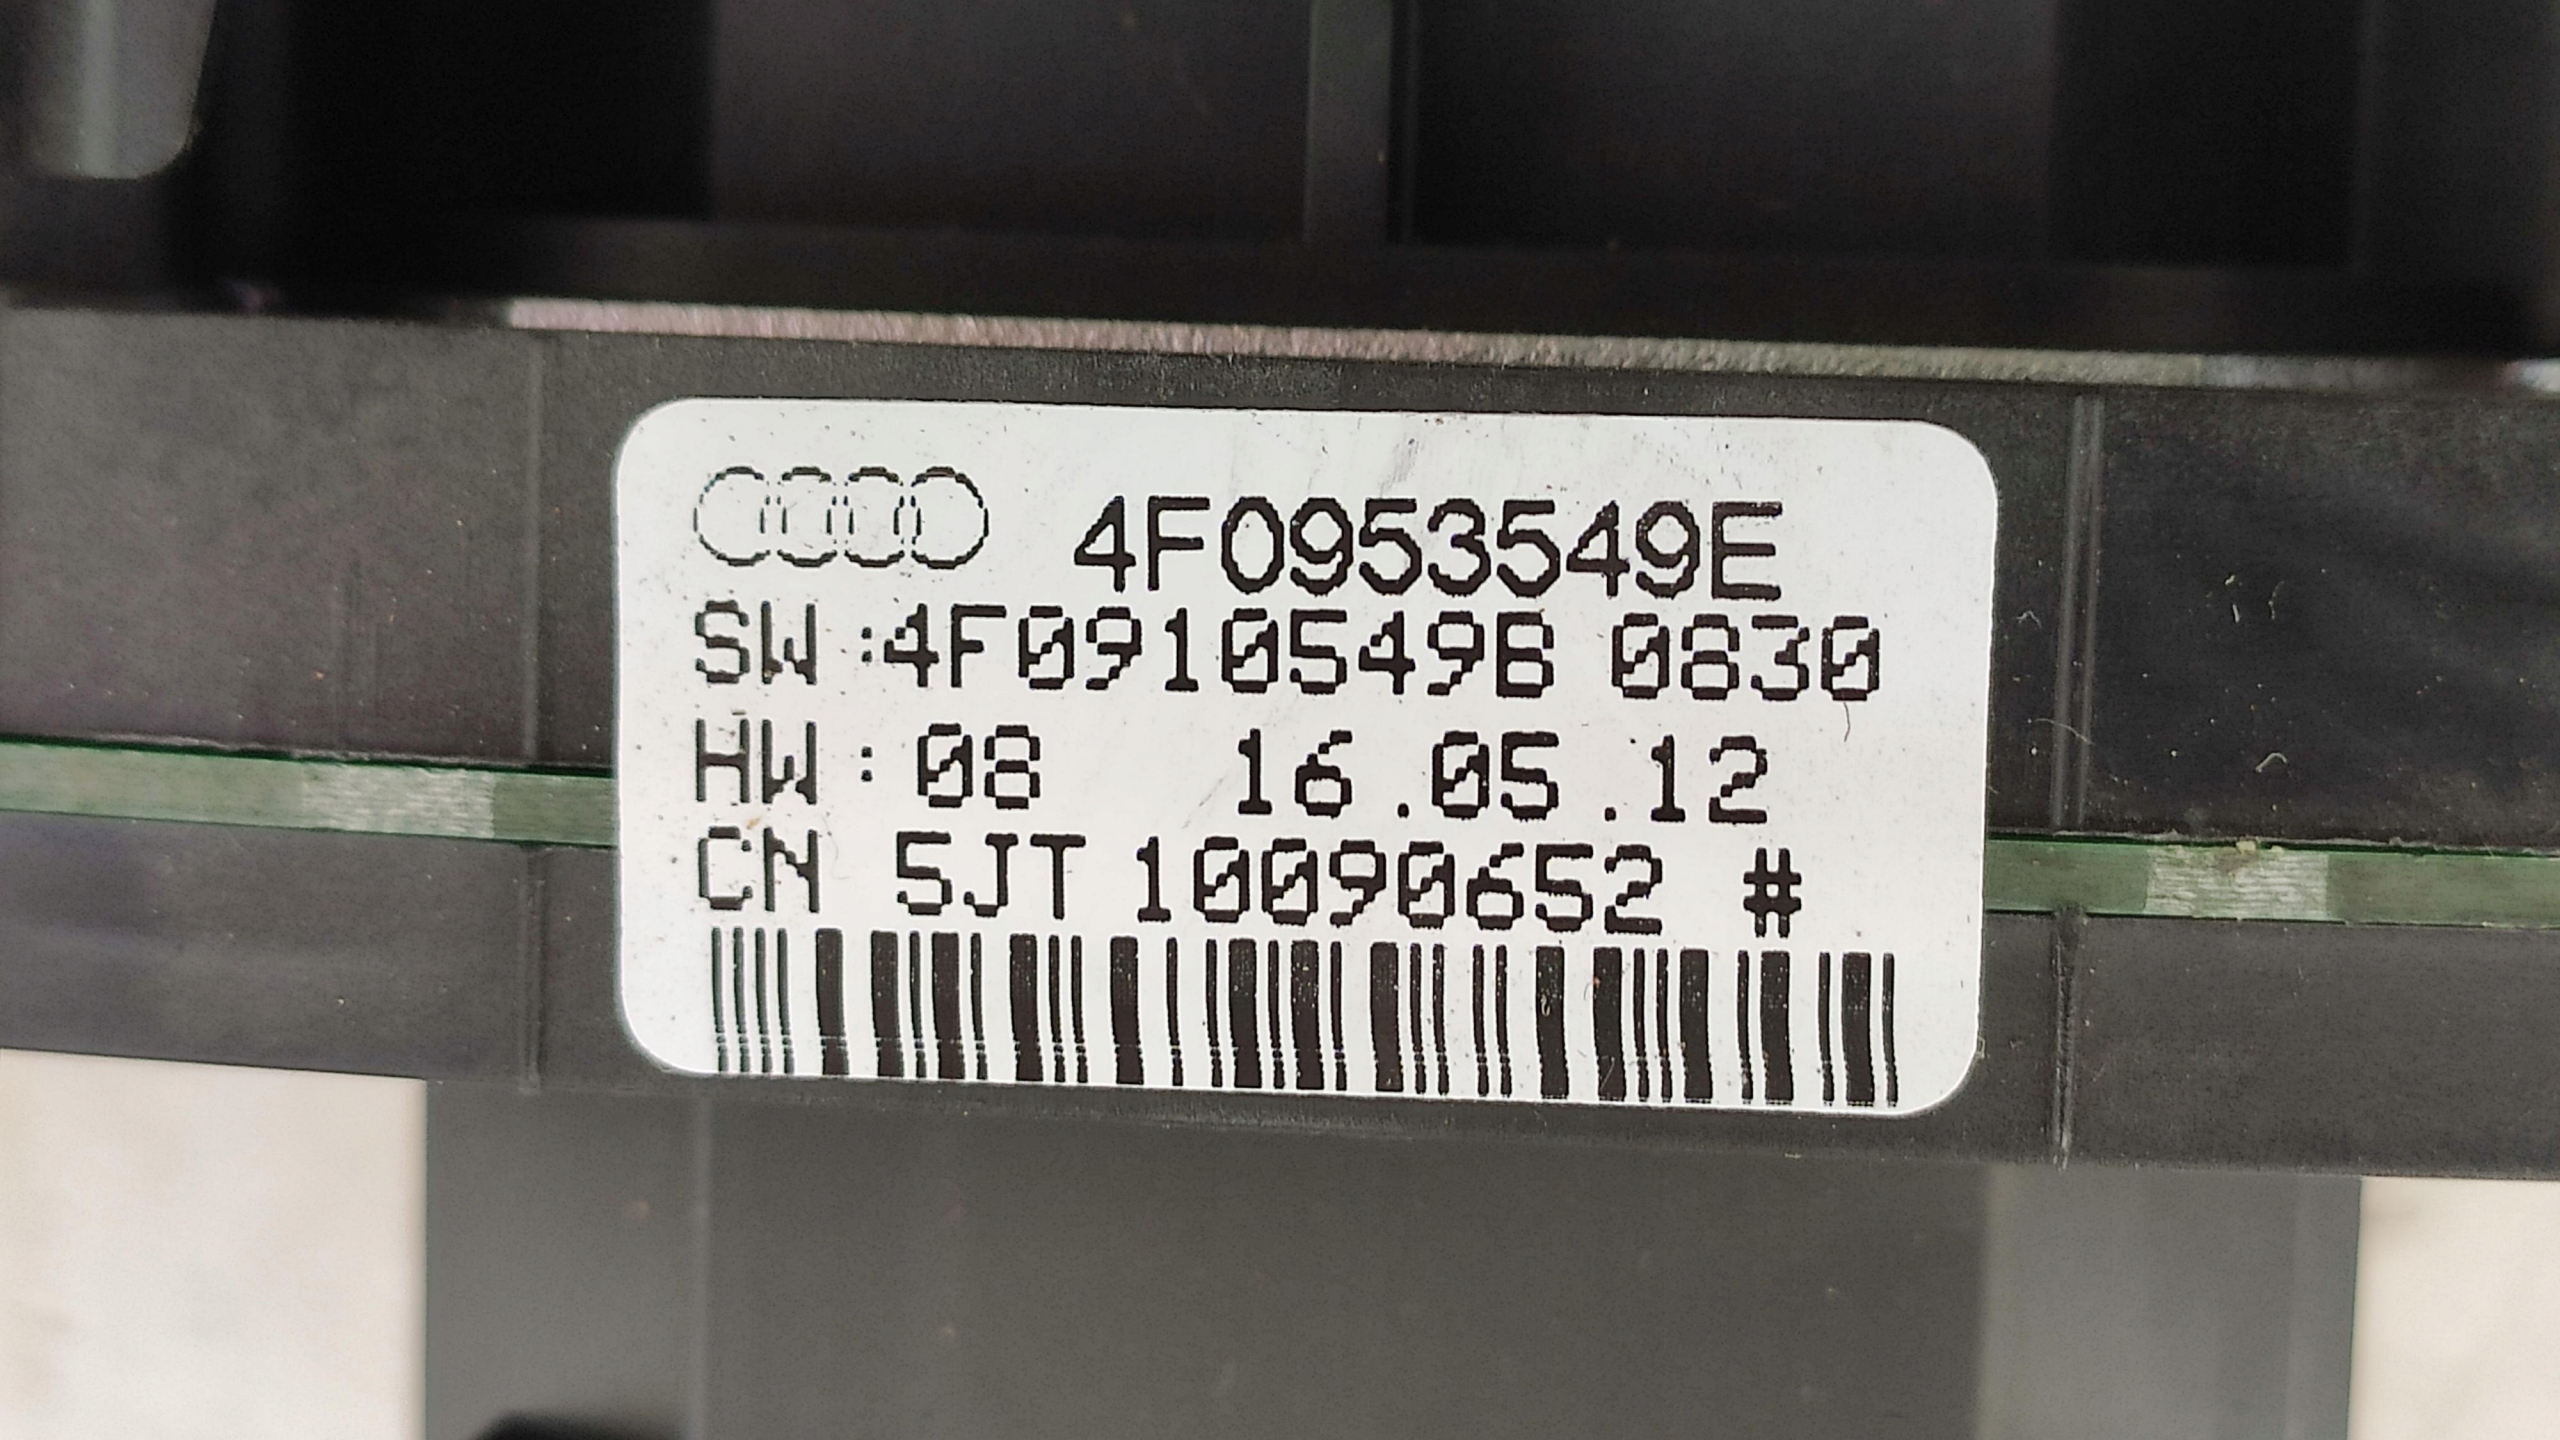 4F0953549E
SW :4F0910549B 0830
HW : 08 16.05.12
CN 5JT 10090652 #